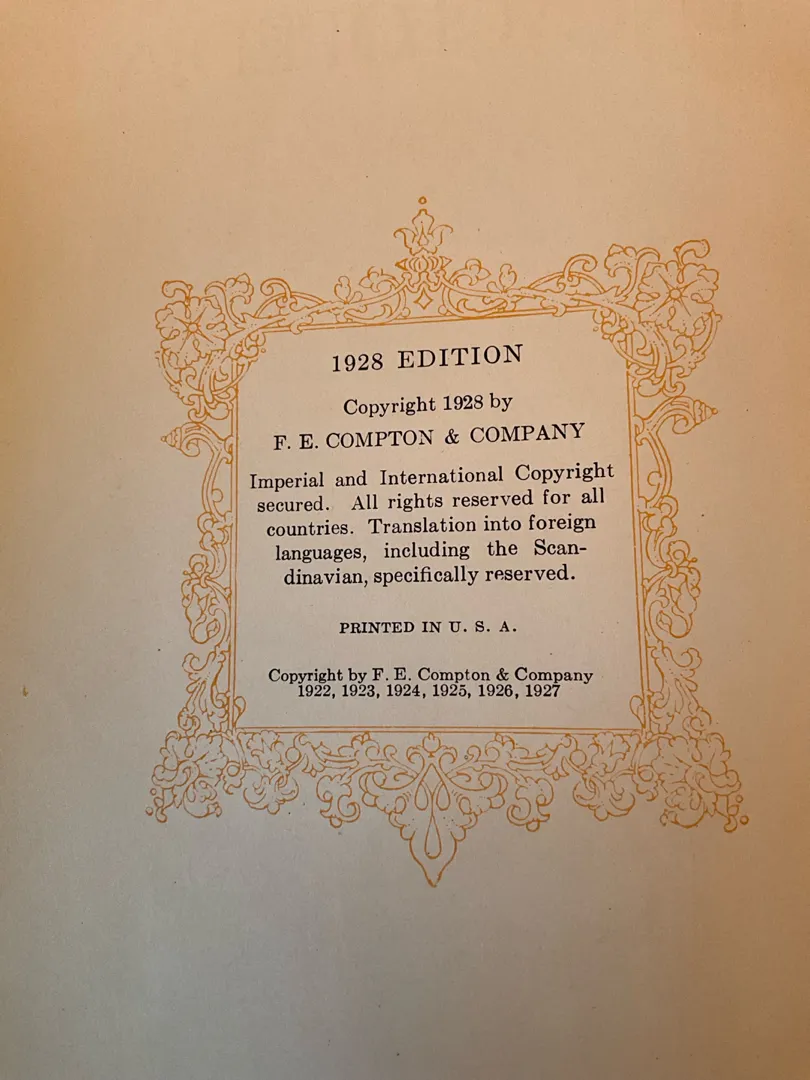 1928 EDITION
Copyright 1928 by
F. E. COMPTON & COMPANY
Imperial and International Copyright
secured. All rights reserved for all
countries. Translation into foreign
languages, including the Scan-
dinavian, specifically reserved.
PRINTED IN U. S. A.
Copyright by F. E. Compton & Company
1922, 1923, 1924, 1925, 1926, 1927